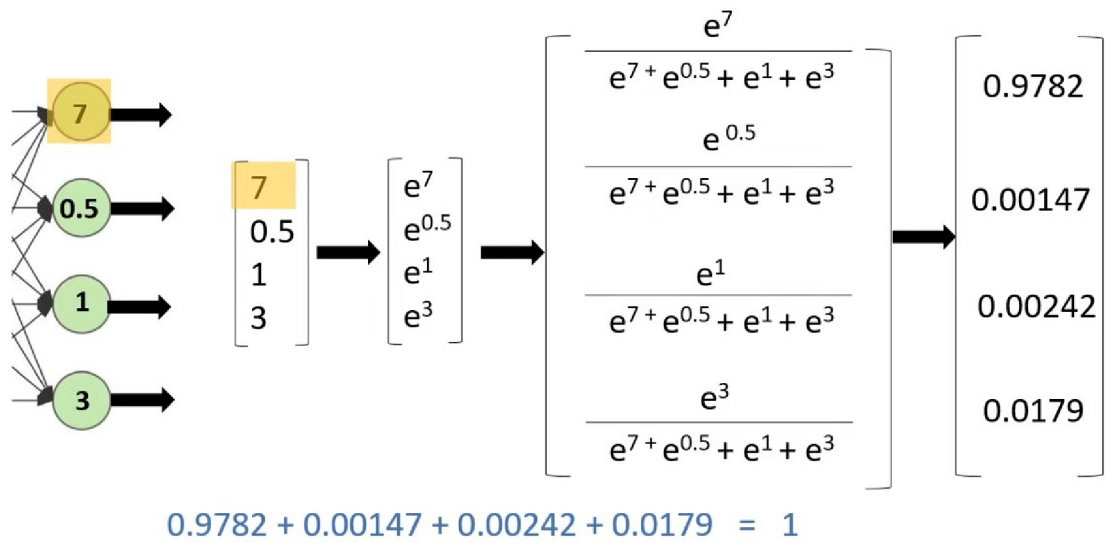 7
0.5
1
3
7
0.5
1
3
e⁷
e⁰·⁵
e¹
e³
e⁷
e⁷ ⁺ e⁰·⁵ + e¹ + e³
e ⁰·⁵
e⁷ ⁺ e⁰·⁵ + e¹ + e³
e¹
e⁷ ⁺ e⁰·⁵ + e¹ + e³
e³
e⁷ ⁺ e⁰·⁵ + e¹ + e³
0.9782
0.00147
0.00242
0.0179
0.9782 + 0.00147 + 0.00242 + 0.0179 = 1